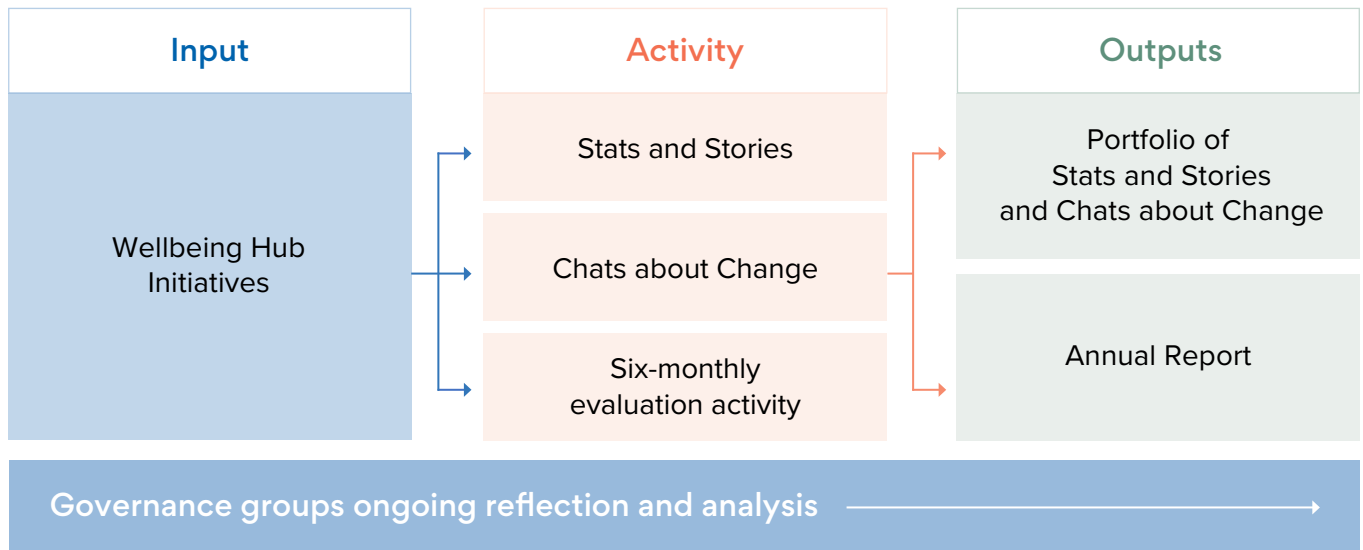 Input
Wellbeing Hub
Initiatives
Activity
Stats and Stories
Chats about Change
Six-monthly
evaluation activity
Outputs
Portfolio of
Stats and Stories
and Chats about Change
Annual Report
Governance groups ongoing reflection and analysis